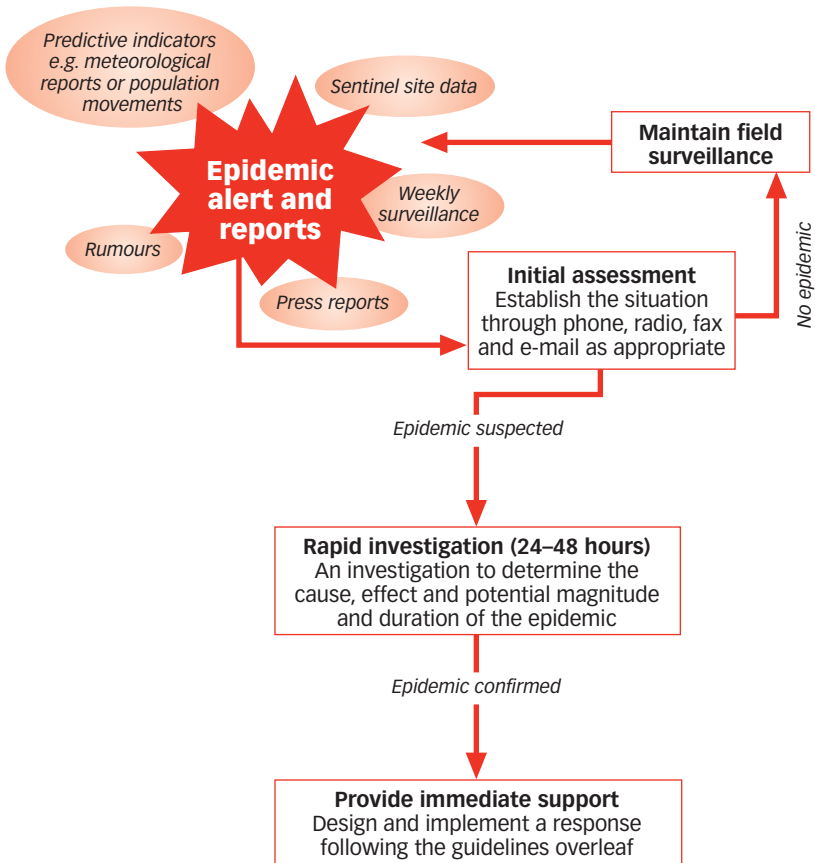 Predictive indicators
e.g. meteorological
reports or population
movements
Sentinel site data
Maintain field
surveillance
Epidemic
alert and
reports
Weekly
surveillance
Rumours
Press reports
Initial assessment
Establish the situation
through phone, radio, fax
and e-mail as appropriate
No epidemic
Epidemic suspected
Rapid investigation (24–48 hours)
An investigation to determine the
cause, effect and potential magnitude
and duration of the epidemic
Epidemic confirmed
Provide immediate support
Design and implement a response
following the guidelines overleaf